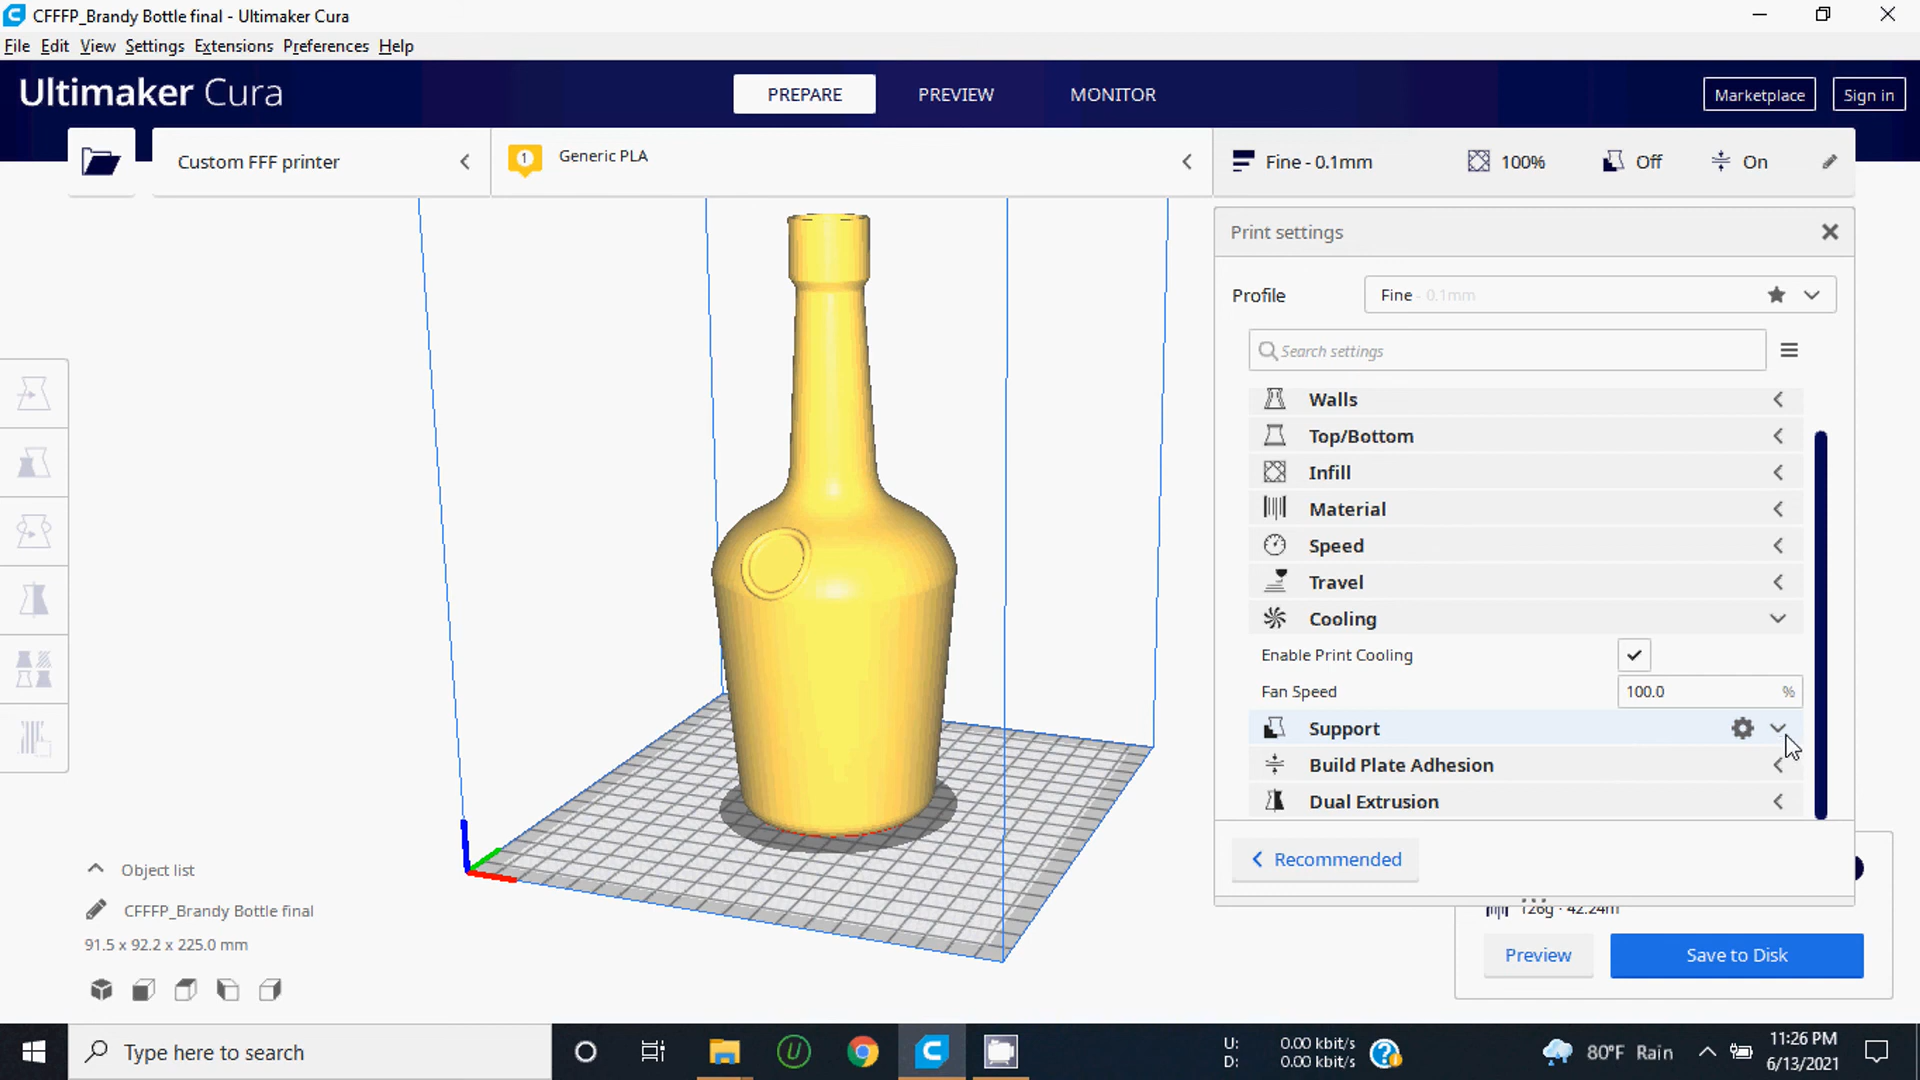 CFFFP_Brandy Bottle final - Ultimaker Cura
File Edit View Settings Extensions Preferences Help
Ultimaker Cura
PREPARE PREVIEW MONITOR
Marketplace Sign in
Custom FFF printer
1 Generic PLA
Fine - 0.1mm 100% Off On
Print settings
Profile Fine - 0.1mm
Search settings
Walls
Top/Bottom
Infill
Material
Speed
Travel
Cooling
Enable Print Cooling
Fan Speed 100.0 %
Support
Build Plate Adhesion
Dual Extrusion
Recommended
Object list
CFFFP_Brandy Bottle final
91.5 x 92.2 x 225.0 mm
126g · 42.24m
Preview Save to Disk
Type here to search
U: 0.00 kbit/s
D: 0.00 kbit/s
80°F Rain
11:26 PM
6/13/2021